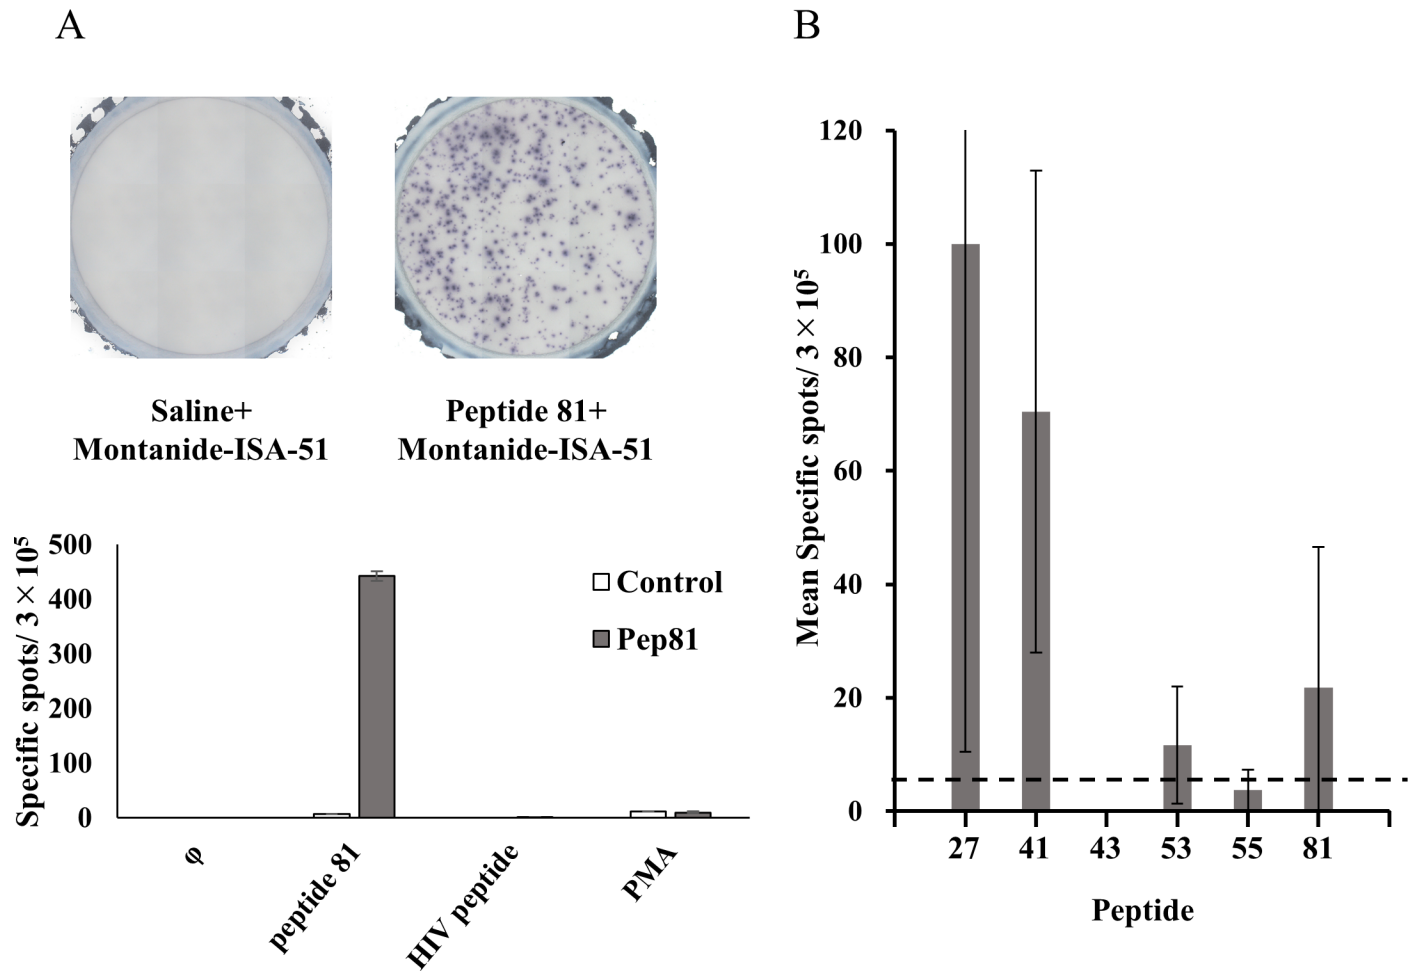 A
Saline+
Montanide-ISA-51
Peptide 81+
Montanide-ISA-51
Specific spots/ 3×10⁵
500
400
300
200
100
0
Control
Pep81
φ
peptide 81
HIV peptide
PMA
B
Mean Specific spots/ 3×10⁵
120
100
80
60
40
20
0
27 41 43 53 55 81
Peptide